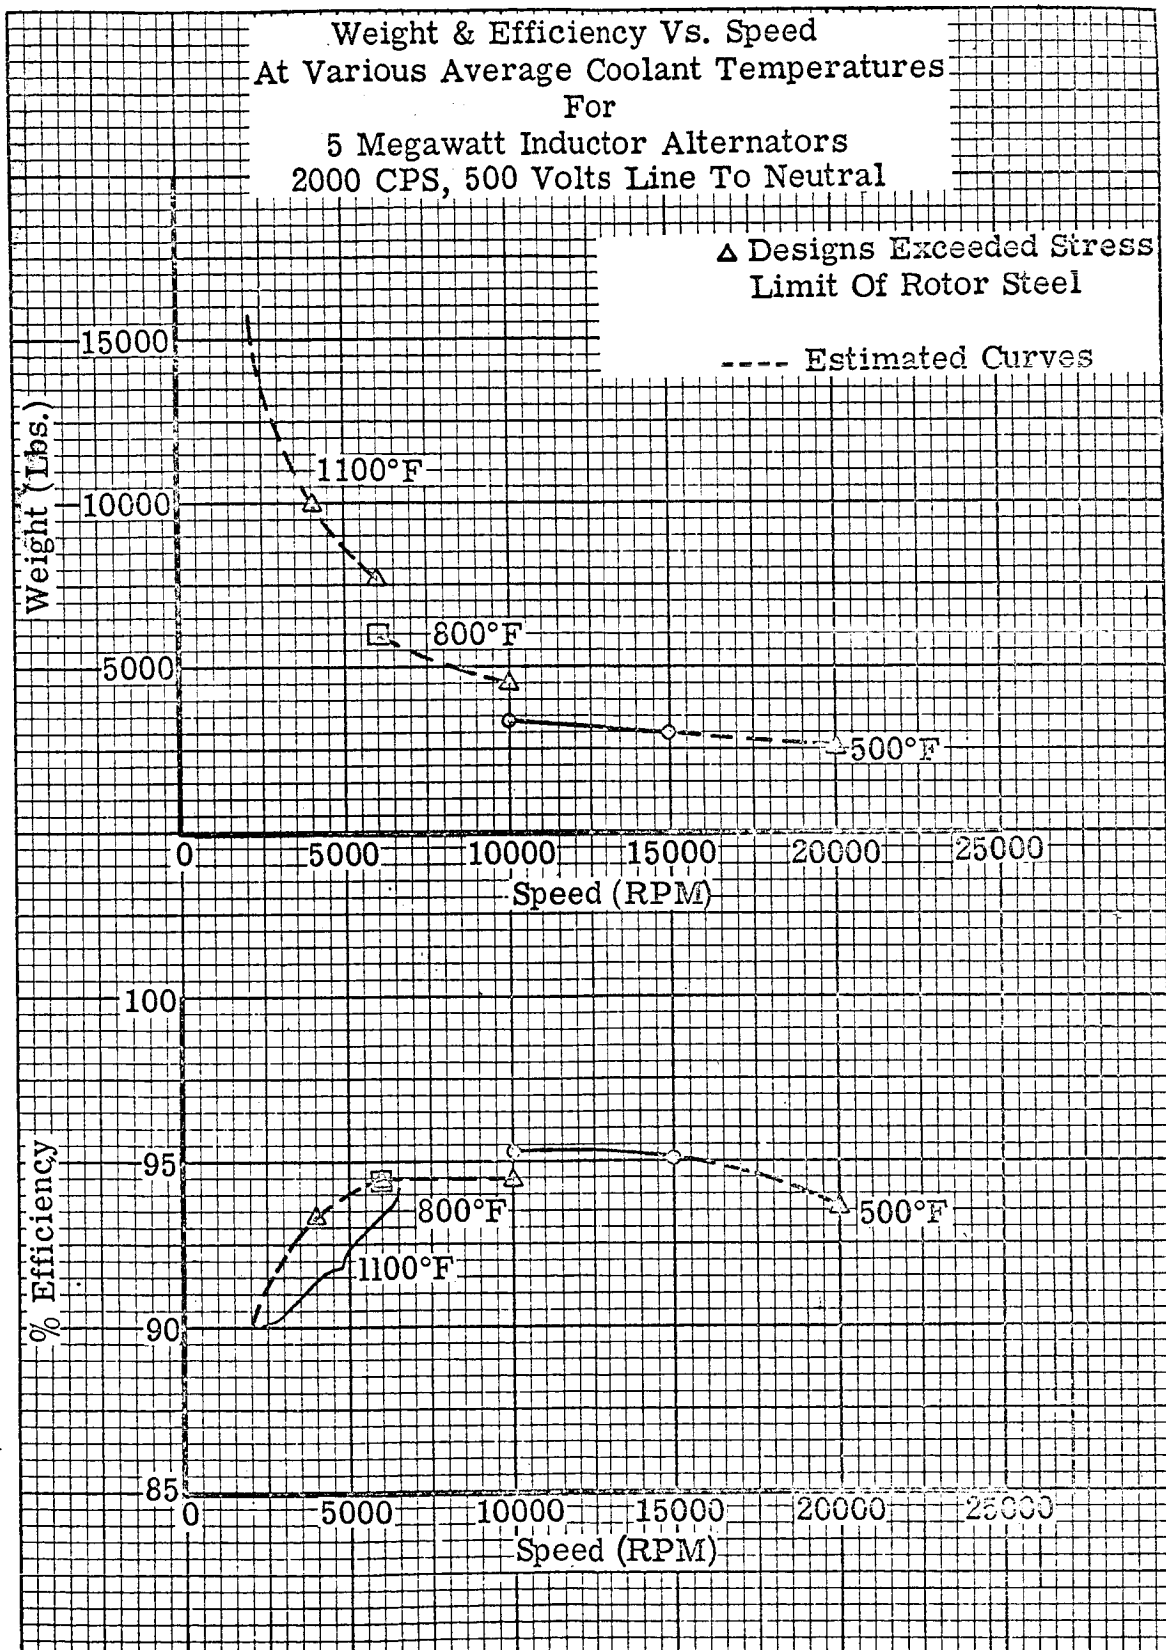 Weight & Efficiency Vs. Speed
At Various Average Coolant Temperatures
For
5 Megawatt Inductor Alternators
2000 CPS, 500 Volts Line To Neutral
Δ Designs Exceeded Stress
Limit Of Rotor Steel
---- Estimated Curves
Weight (Lbs.)
15000
10000
5000
1100°F
800°F
500°F
0 5000 10000 15000 20000 25000
Speed (RPM)
% Efficiency
100
95
90
85
800°F
500°F
1100°F
0 5000 10000 15000 20000 25000
Speed (RPM)